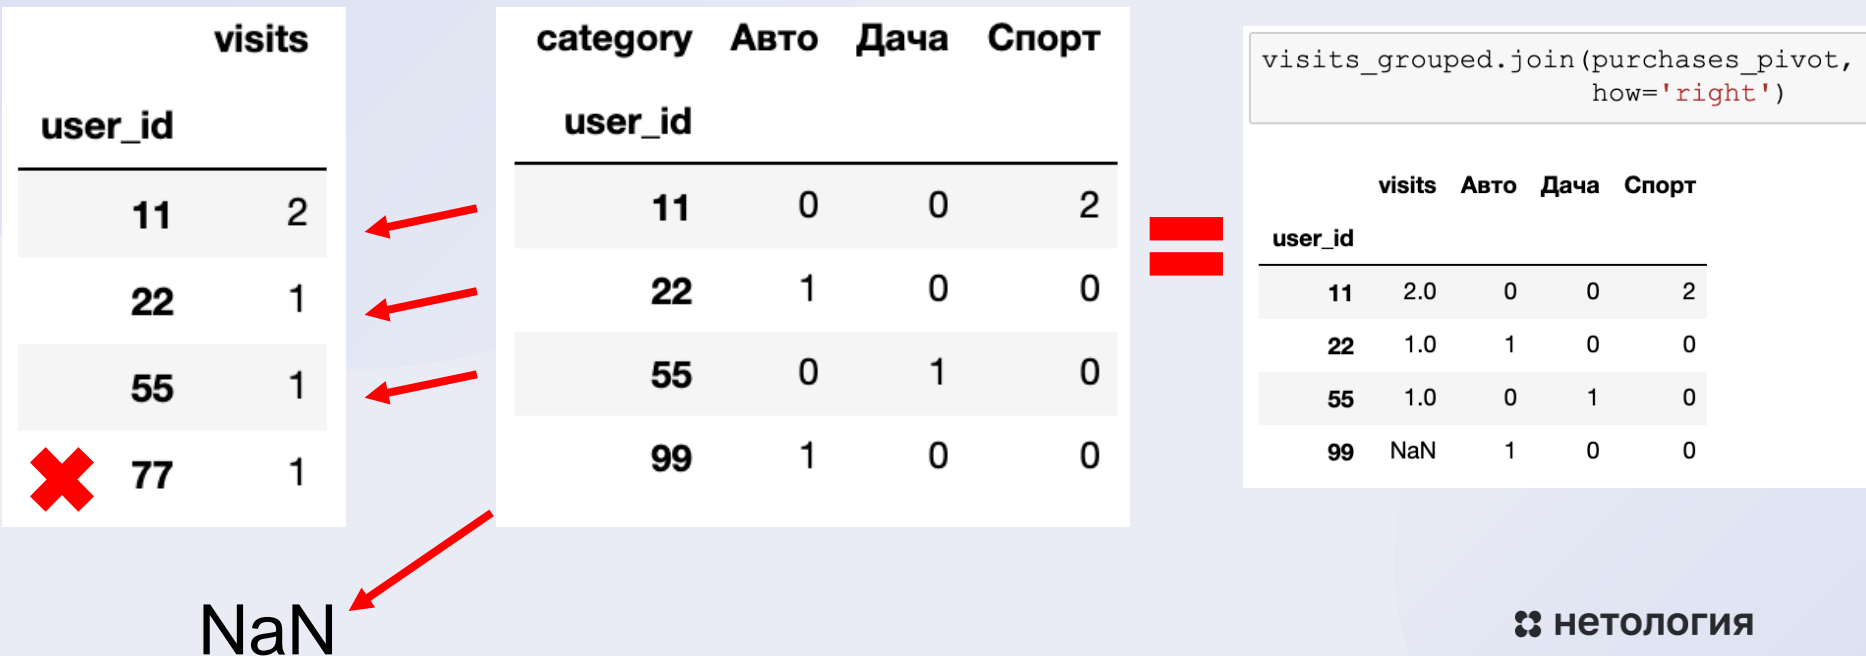 visits
user_id
11 2
22 1
55 1
77 1
NaN
category Авто Дача Спорт
user_id
11 0 0 2
22 1 0 0
55 0 1 0
99 1 0 0
visits_grouped.join(purchases_pivot,
how='right')
visits Авто Дача Спорт
user_id
11 2.0 0 0 2
22 1.0 1 0 0
55 1.0 0 1 0
99 NaN 1 0 0
нетология